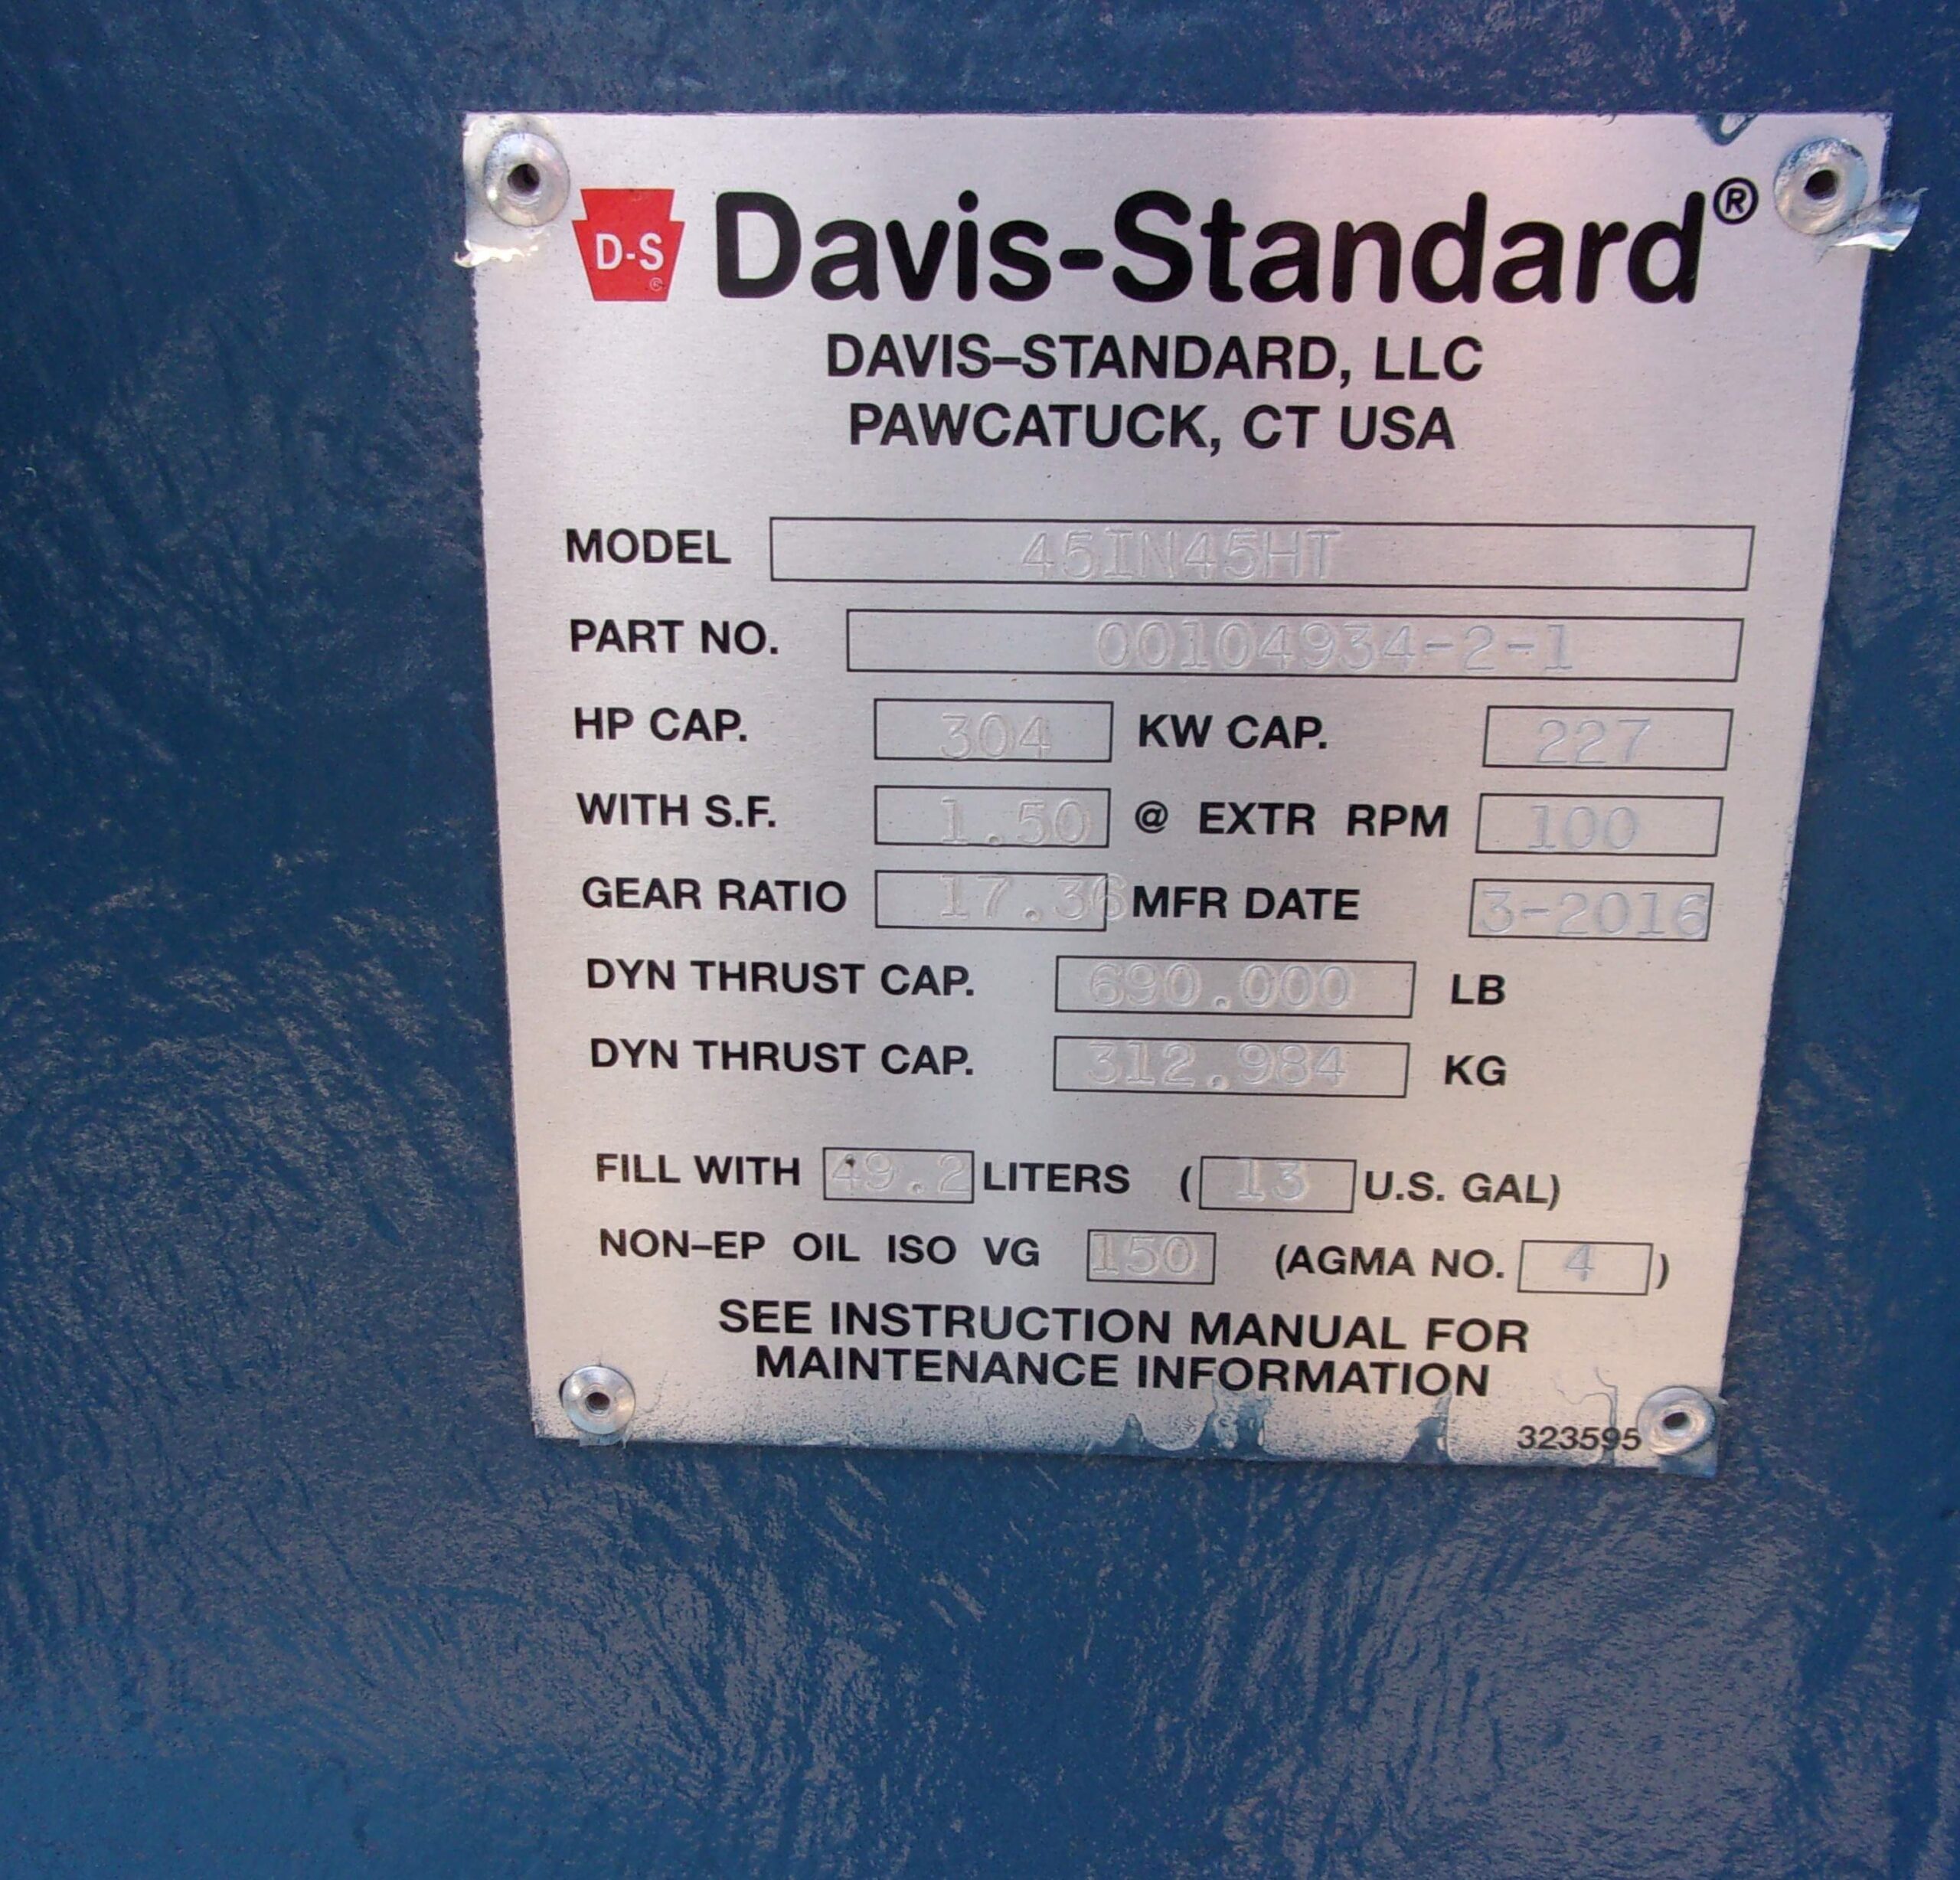 D-S Davis-Standard®
DAVIS–STANDARD, LLC
PAWCATUCK, CT USA
MODEL 45IN45HT
PART NO. 00104934-2-1
HP CAP. 304 KW CAP. 227
WITH S.F. 1.50 @ EXTR RPM 100
GEAR RATIO 17.36 MFR DATE 3-2016
DYN THRUST CAP. 690.000 LB
DYN THRUST CAP. 312.984 KG
FILL WITH 49.2 LITERS ( 13 U.S. GAL)
NON–EP OIL ISO VG 150 (AGMA NO. 4 )
SEE INSTRUCTION MANUAL FOR
MAINTENANCE INFORMATION
323595